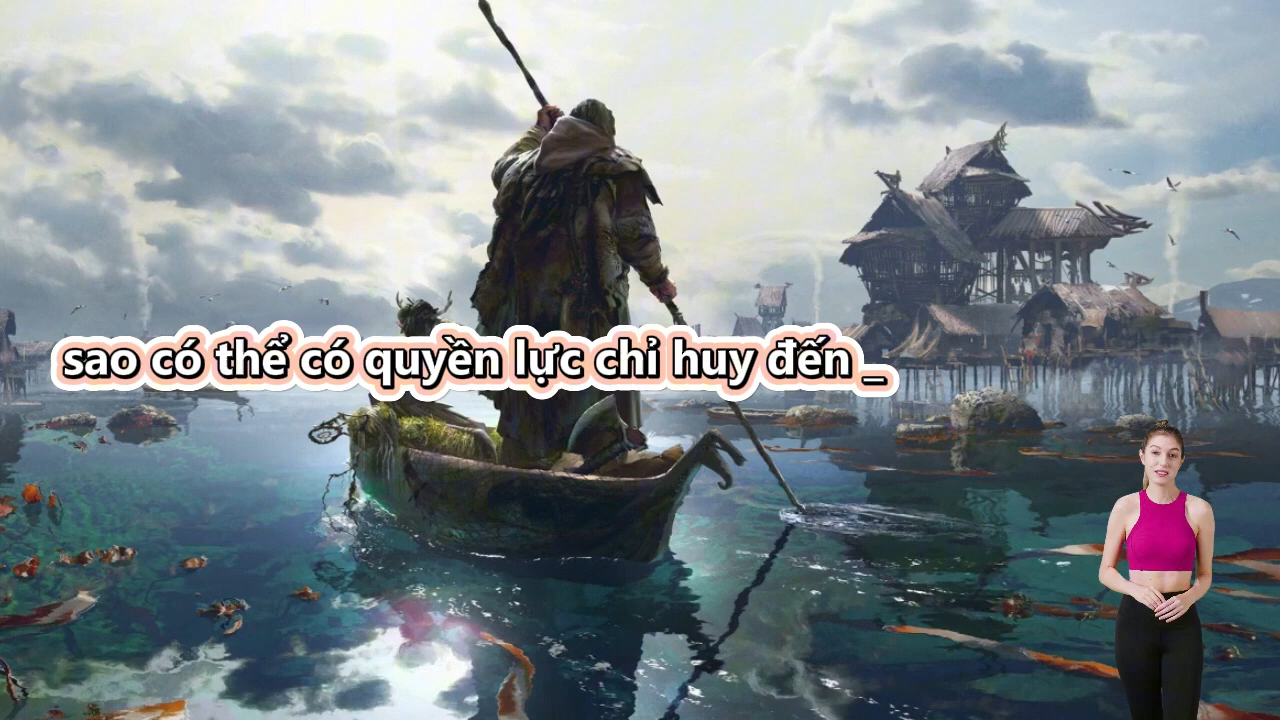 sao có thể có quyền lực chỉ huy đến _